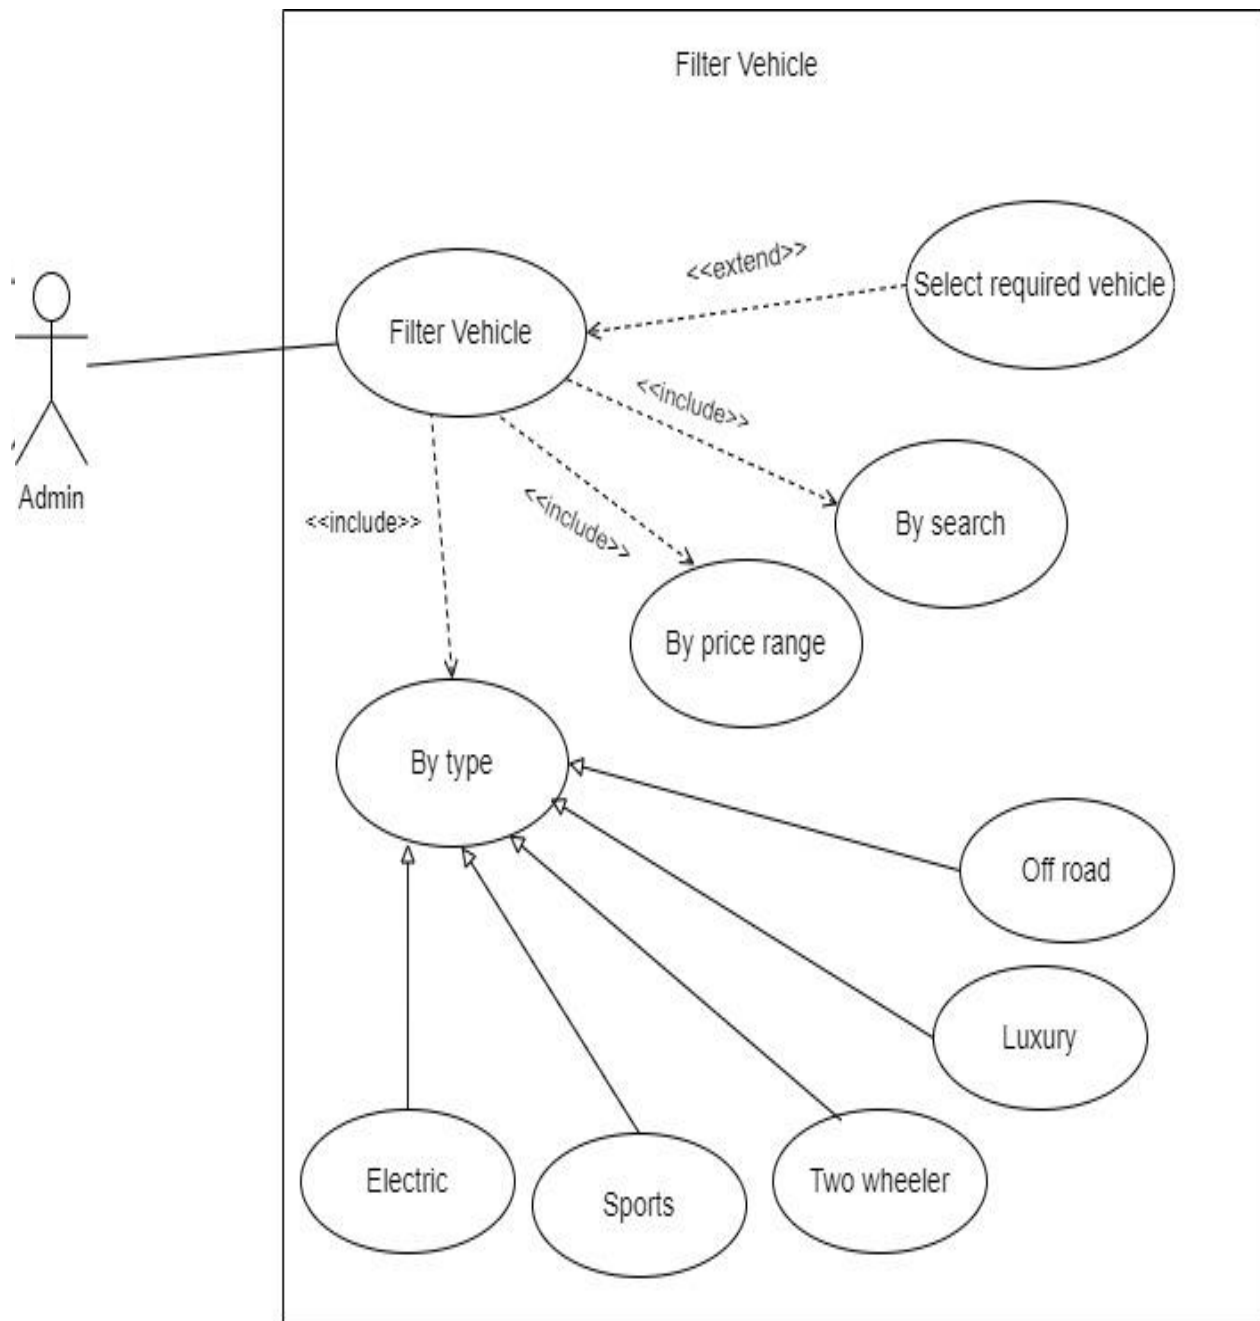 Filter Vehicle
<<extend>>
Select required vehicle
Filter Vehicle
<<include>>
Admin
<<include>>
<<include>>
By search
By price range
By type
Off road
Luxury
Electric
Sports
Two wheeler